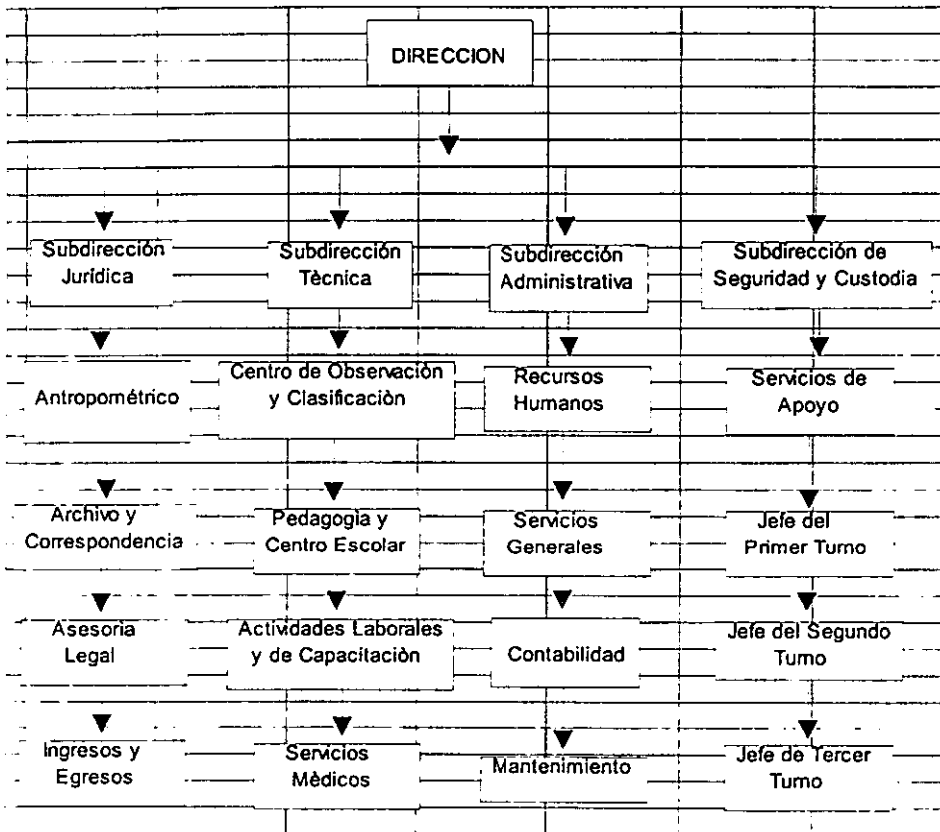 DIRECCION
Subdirección
Jurídica
Subdirección
Tècnica
Subdirección
Administrativa
Subdirección de
Seguridad y Custodia
Antropométrico
Centro de Observaciòn
y Clasificaciòn
Recursos
Humanos
Servicios de
Apoyo
Archivo y
Correspondencia
Pedagogia y
Centro Escolar
Servicios
Generales
Jefe del
Primer Turno
Asesoria
Legal
Actividades Laborales
y de Capacitaciòn
Contabilidad
Jefe del Segundo
Turno
Ingresos y
Egresos
Servicios
Mèdicos
Mantenimiento
Jefe de Tercer
Turno